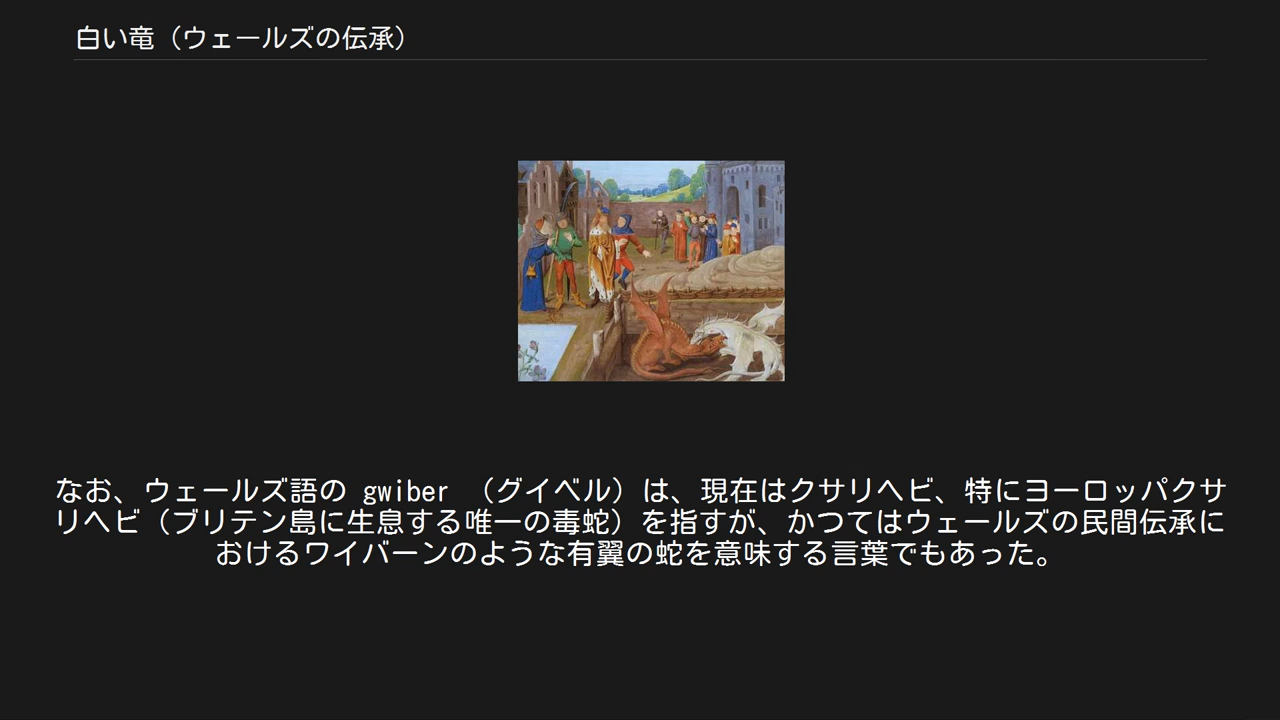 白い竜（ウェールズの伝承）
なお、ウェールズ語の gwiber （グイベル）は、現在はクサリヘビ、特にヨーロッパクサ
リヘビ（ブリテン島に生息する唯一の毒蛇）を指すが、かつてはウェールズの民間伝承に
おけるワイバーンのような有翼の蛇を意味する言葉でもあった。